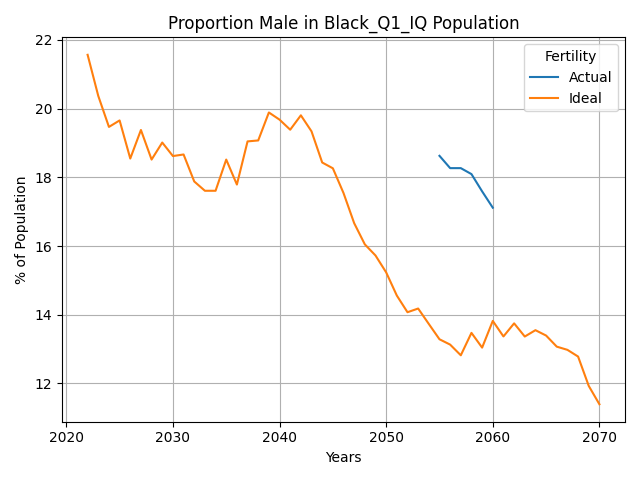 Proportion Male in Black_Q1_IQ Population
Fertility
Actual
Ideal
% of Population
22
20
18
16
14
12
2020
2030
2040
2050
2060
2070
Years